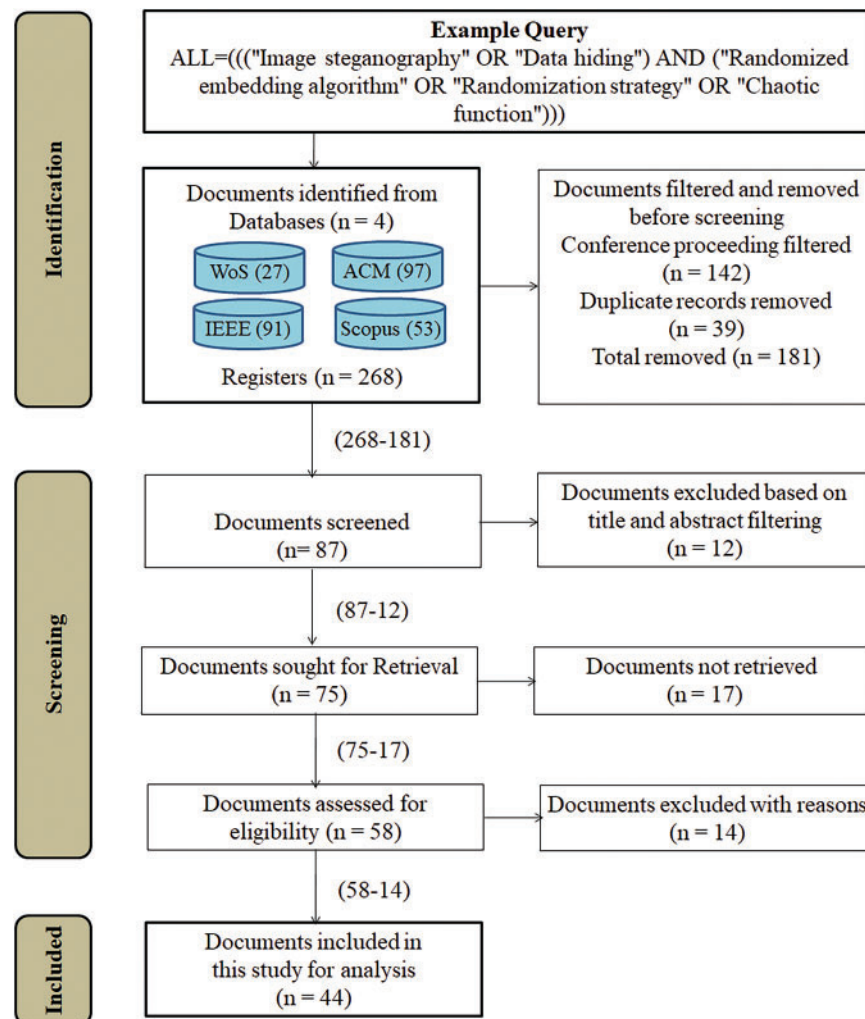 Identification
Example Query
ALL=((("Image steganography" OR "Data hiding") AND ("Randomized
embedding algorithm" OR "Randomization strategy" OR "Chaotic
function")))
Documents identified from
Databases (n = 4)
WoS (27)
ACM (97)
IEEE (91)
Scopus (53)
Registers (n = 268)
Documents filtered and removed
before screening
Conference proceeding filtered
(n = 142)
Duplicate records removed
(n = 39)
Total removed (n = 181)
(268-181)
Screening
Documents screened
(n= 87)
Documents excluded based on
title and abstract filtering
(n = 12)
(87-12)
Documents sought for Retrieval
(n = 75)
Documents not retrieved
(n = 17)
(75-17)
Documents assessed for
eligibility (n = 58)
Documents excluded with reasons
(n = 14)
(58-14)
Included
Documents included in
this study for analysis
(n = 44)